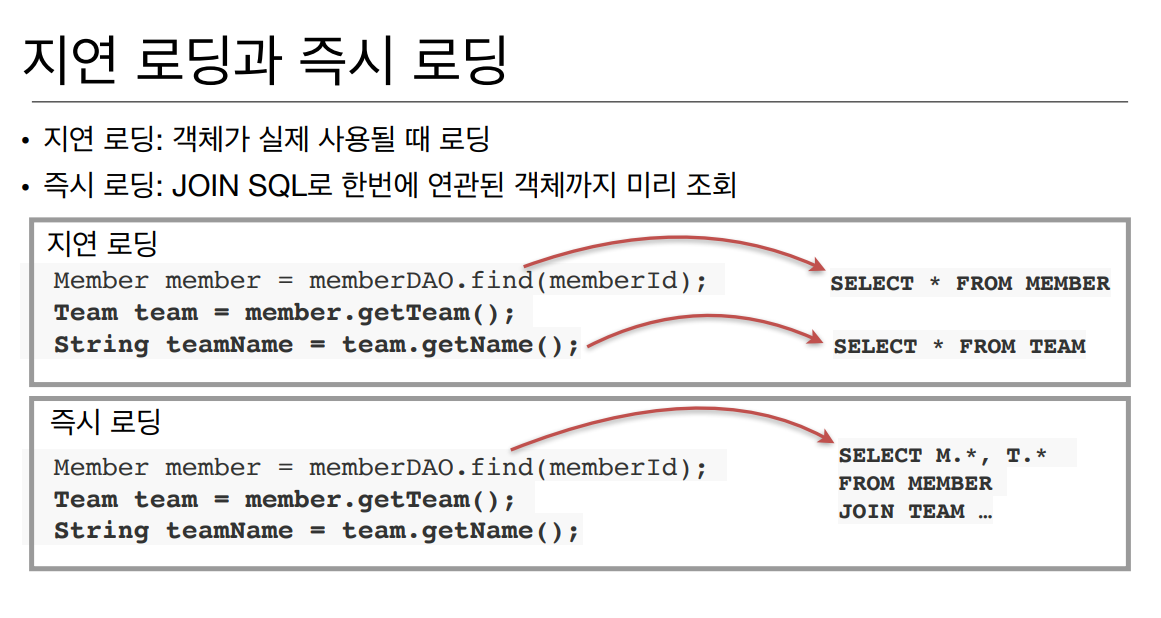 지연 로딩과 즉시 로딩
• 지연 로딩: 객체가 실제 사용될 때 로딩
• 즉시 로딩: JOIN SQL로 한번에 연관된 객체까지 미리 조회
지연 로딩
Member member = memberDAO.find(memberId);
Team team = member.getTeam();
String teamName = team.getName();
SELECT * FROM MEMBER
SELECT * FROM TEAM
즉시 로딩
Member member = memberDAO.find(memberId);
Team team = member.getTeam();
String teamName = team.getName();
SELECT M.*, T.*
FROM MEMBER
JOIN TEAM …